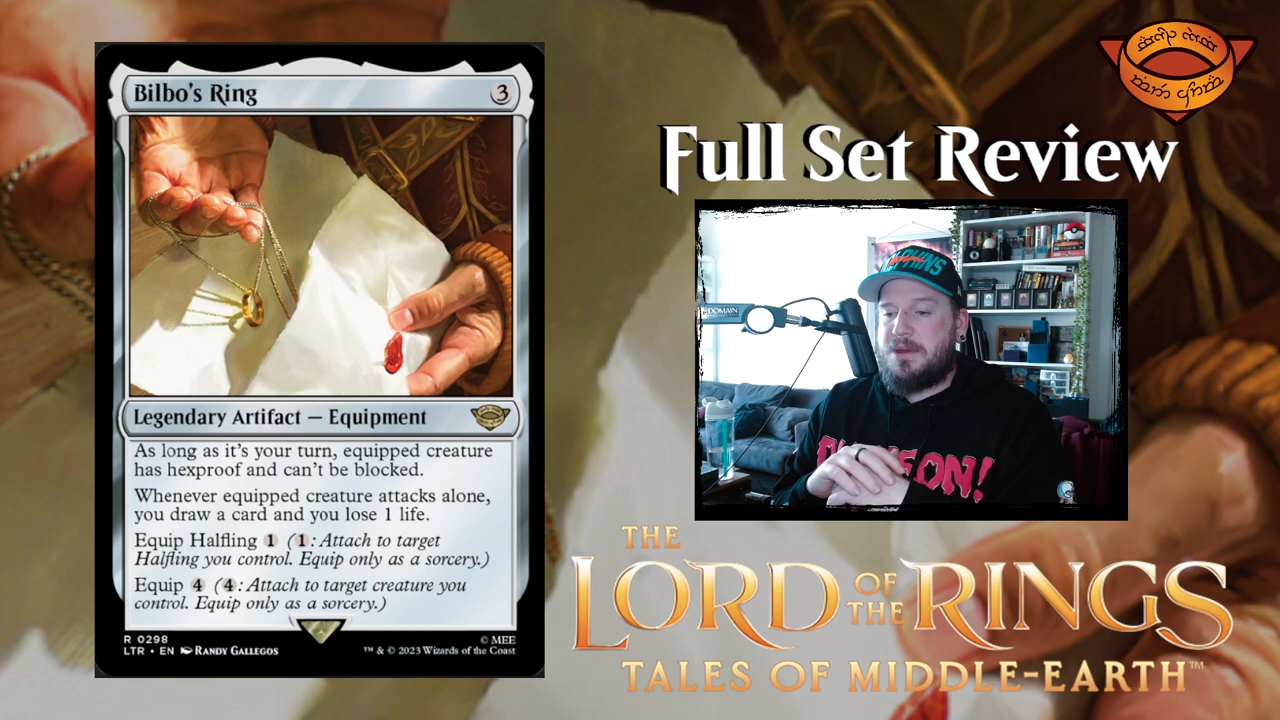 Bilbo's Ring 3
Legendary Artifact — Equipment
As long as it's your turn, equipped creature
has hexproof and can't be blocked.
Whenever equipped creature attacks alone,
you draw a card and you lose 1 life.
Equip Halfling 1 (1: Attach to target
Halfling you control. Equip only as a sorcery.)
Equip 4 (4: Attach to target creature you
control. Equip only as a sorcery.)
R 0298
LTR • EN RANDY GALLEGOS
© MEE
™ & © 2023 Wizards of the Coast
Full Set Review
DOMAIN
THE
LORD OF THE RINGS
TALES OF MIDDLE-EARTH™